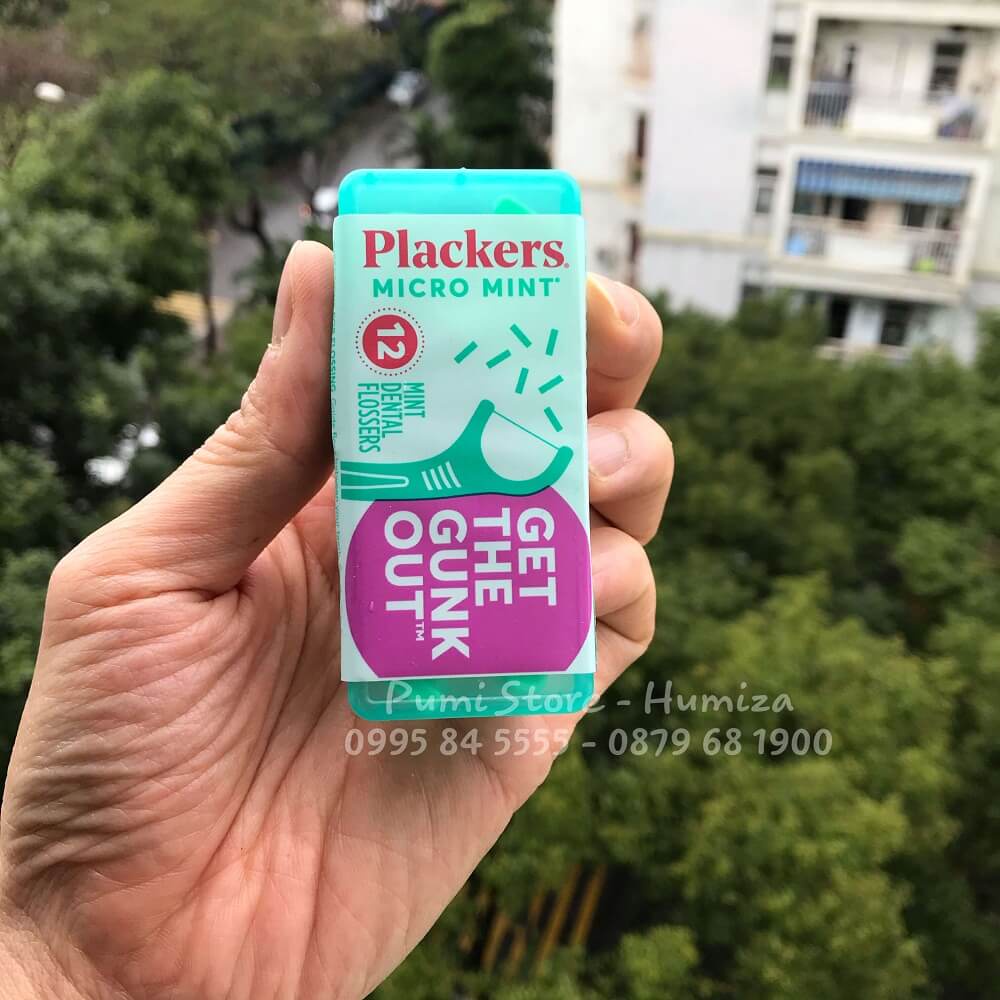 Plackers.
MICRO MINT
12
MINT
DENTAL
FLOSSERS
GET
THE
GUNK
OUT™
Pumi Store - Humiza
0995 84 5555 - 0879 68 1900